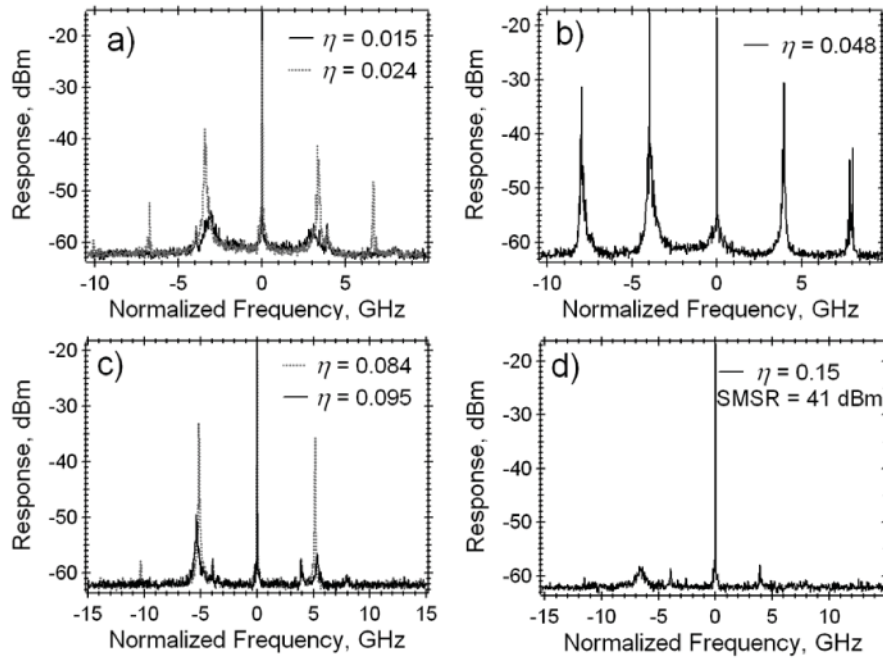 a)
η = 0.015
η = 0.024
Response, dBm
-20
-30
-40
-50
-60
-10
-5
0
5
Normalized Frequency, GHz
b)
η = 0.048
Response, dBm
-20
-30
-40
-50
-60
-10
-5
0
5
Normalized Frequency, GHz
c)
η = 0.084
η = 0.095
Response, dBm
-20
-30
-40
-50
-60
-15
-10
-5
0
5
10
15
Normalized Frequency, GHz
d)
η = 0.15
SMSR = 41 dBm
Response, dBm
-20
-30
-40
-50
-60
-15
-10
-5
0
5
10
Normalized Frequency, GHz